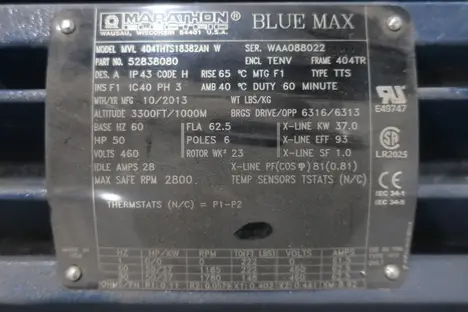 MARATHON BLUE MAX
ELECTRIC
WAUSAU, WISCONSIN 54401 U.S.A.
MODEL MVL 404THTS18382AN W SER. WAA088022
PART NO. 52838080 ENCL TENV FRAME 404TR
DES. A IP43 CODE H RISE 65 °C MTG F1 TYPE TTS
INS F1 IC40 PH 3 AMB 40 °C DUTY 60 MINUTE
MTH/YR MFG 10/2013 WT LBS/KG
ALTITUDE 3300FT/1000M BRGS DRIVE/OPP 6316/6313
BASE HZ 60 FLA 62.5 X-LINE KW 37.0
HP 50 POLES 6 X-LINE EFF 93
VOLTS 460 ROTOR WK² 23 X-LINE SF 1.0
IDLE AMPS 28 X-LINE PF(COS φ) 81(0.81)
MAX SAFE RPM 2800. TEMP SENSORS TSTATS (N/C)
THERMSTATS (N/C) = P1-P2
E49747
LR2025
IEC 34-1
IEC 34-5
HZ HP/KW RPM VOLTS AMPS